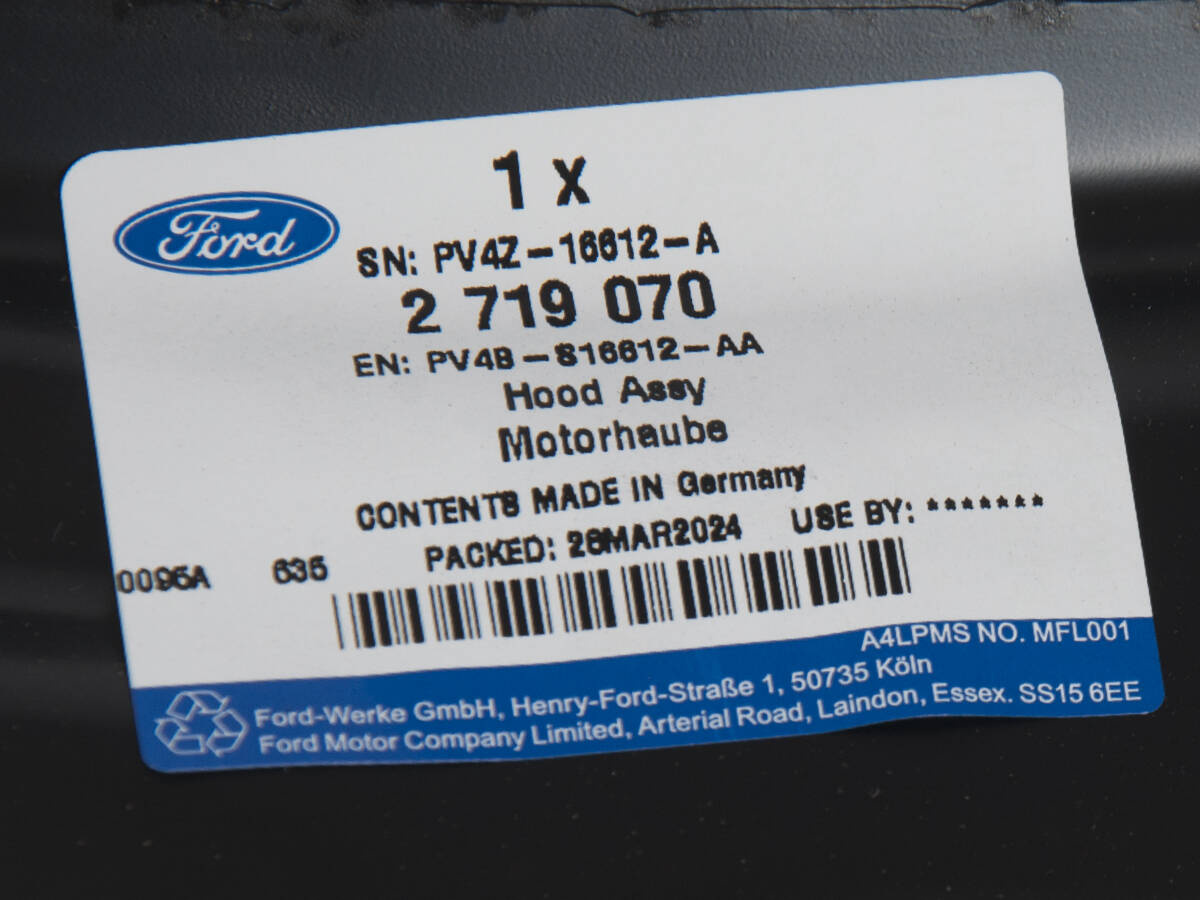 Ford
1 x
SN: PV4Z-16612-A
2 719 070
EN: PV4B-S16612-AA
Hood Assy
Motorhaube
CONTENTS MADE IN Germany
PACKED: 26MAR2024 USE BY: *******
0095A 635
A4LPMS NO. MFL001
Ford-Werke GmbH, Henry-Ford-Straße 1, 50735 Köln
Ford Motor Company Limited, Arterial Road, Laindon, Essex. SS15 6EE